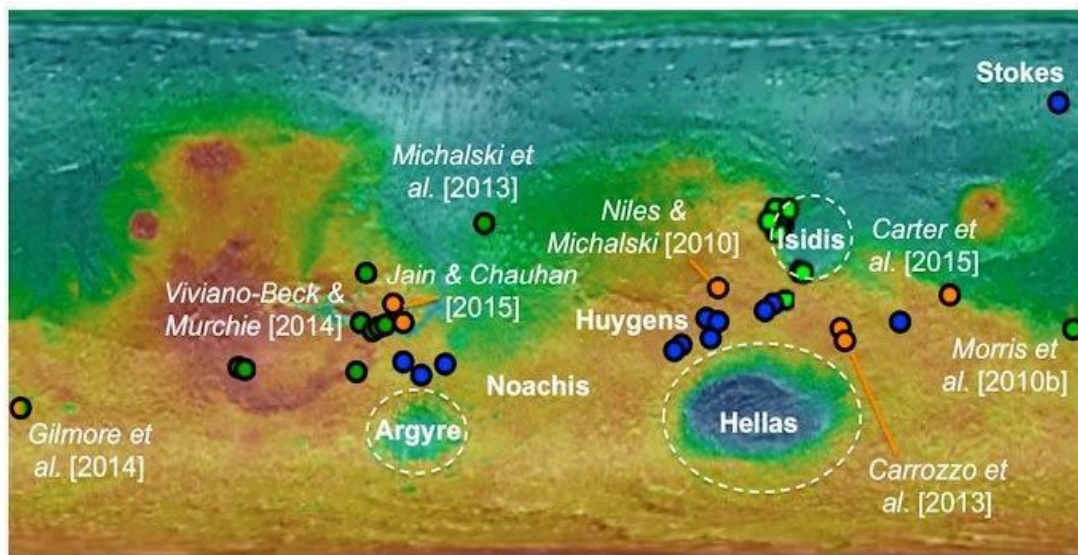 Stokes
Michalski et
al. [2013]
Niles &
Michalski [2010]
Isidis
Carter et
al. [2015]
Jain & Chauhan
[2015]
Viviano-Beck &
Murchie [2014]
Huygens
Noachis
Morris et
al. [2010b]
Argyre
Hellas
Gilmore et
al. [2014]
Carrozzo et
al. [2013]